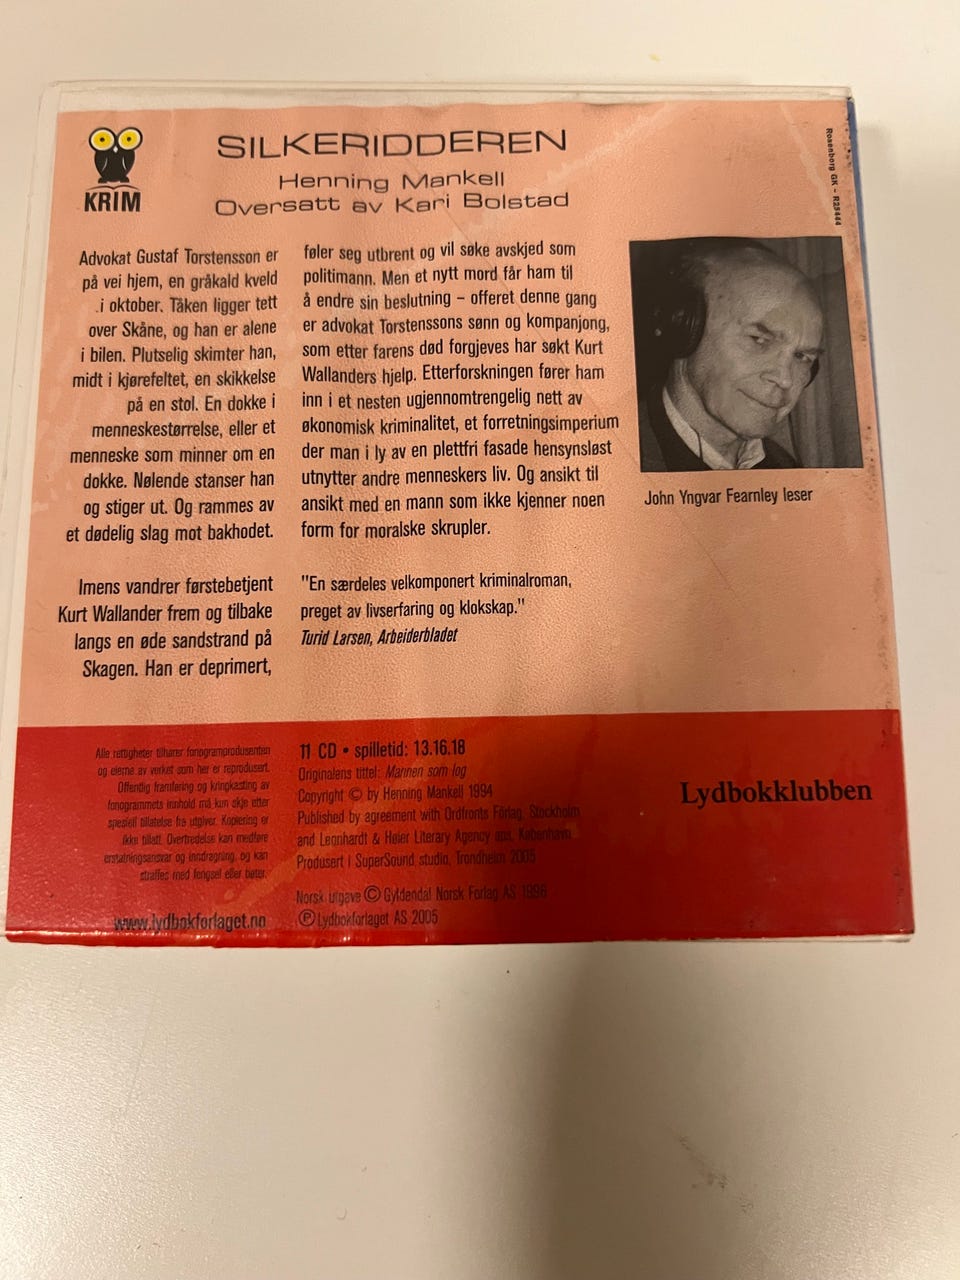 KRIM
SILKERIDDEREN
Henning Mankell
Oversatt av Kari Bolstad
Rosenborg GK - R25444
Advokat Gustaf Torstensson er
på vei hjem, en gråkald kveld
i oktober. Tåken ligger tett
over Skåne, og han er alene
i bilen. Plutselig skimter han,
midt i kjørefeltet, en skikkelse
på en stol. En dokke i
menneskestørrelse, eller et
menneske som minner om en
dokke. Nølende stanser han
og stiger ut. Og rammes av
et dødelig slag mot bakhodet.
Imens vandrer førstebetjent
Kurt Wallander frem og tilbake
langs en øde sandstrand på
Skagen. Han er deprimert,
føler seg utbrent og vil søke avskjed som
politimann. Men et nytt mord får ham til
å endre sin beslutning – offeret denne gang
er advokat Torstenssons sønn og kompanjong,
som etter farens død forgjeves har søkt Kurt
Wallanders hjelp. Etterforskningen fører ham
inn i et nesten ugjennomtrengelig nett av
økonomisk kriminalitet, et forretningsimperium
der man i ly av en plettfri fasade hensynsløst
utnytter andre menneskers liv. Og ansikt til
ansikt med en mann som ikke kjenner noen
form for moralske skrupler.
"En særdeles velkomponert kriminalroman,
preget av livserfaring og klokskap."
Turid Larsen, Arbeiderbladet
John Yngvar Fearnley leser
Alle rettigheter tilhører fonogramprodusenten
og eierne av verket som her er reprodusert.
Offentlig framføring og kringkasting av
fonogrammets innhold må kun skje etter
spesiell tillatelse fra utgiver. Kopiering er
ikke tillatt. Overtredelse kan medføre
erstatningsansvar og inndragning, og kan
straffes med fengsel eller bøter.
www.lydbokforlaget.no
11 CD • spilletid: 13.16.18
Originalens tittel: Mannen som log
Copyright © by Henning Mankell 1994
Published by agreement with Ordfronts Förlag, Stockholm
and Leonhardt & Høier Literary Agency aps, København
Produsert i SuperSound studio, Trondheim 2005
Norsk utgave © Gyldendal Norsk Forlag AS 1996
Ⓟ Lydbokforlaget AS 2005
Lydbokklubben